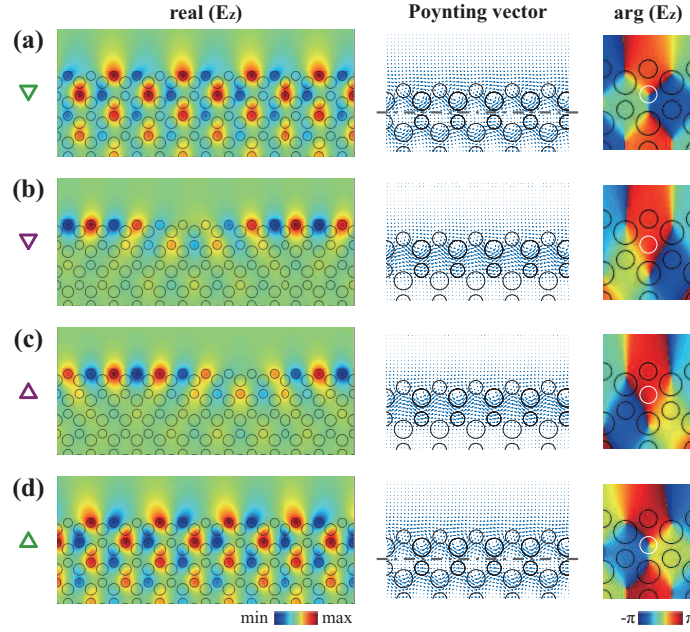 real (Ez) Poynting vector arg (Ez)
(a)
(b)
(c)
(d)
min max -π π